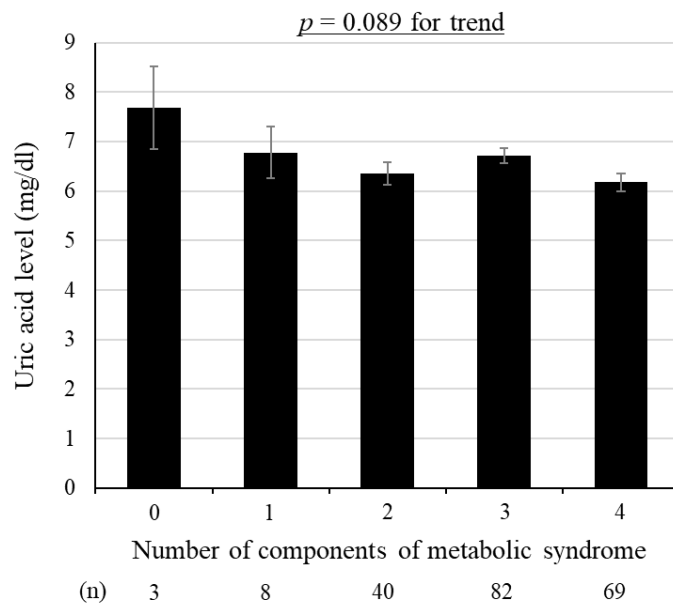 p = 0.089 for trend
9
8
7
6
5
4
3
2
1
0
Uric acid level (mg/dl)
0 1 2 3 4
Number of components of metabolic syndrome
(n) 3 8 40 82 69